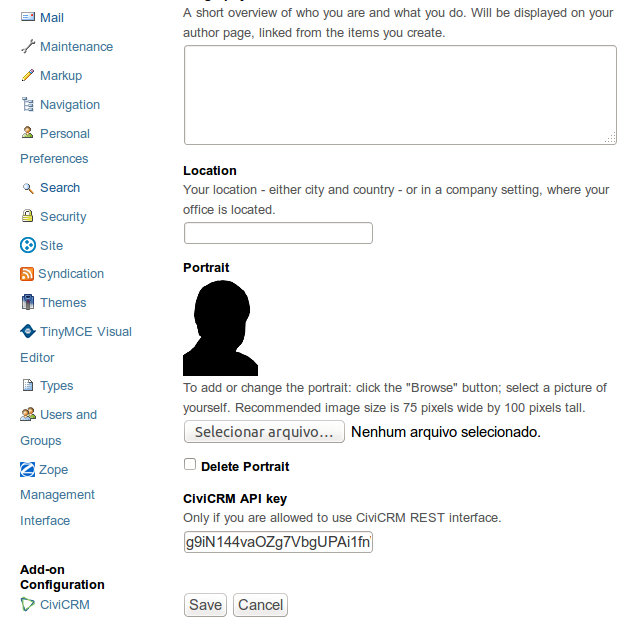 Mail
Maintenance
Markup
Navigation
Personal
Preferences
Search
Security
Site
Syndication
Themes
TinyMCE Visual
Editor
Types
Users and
Groups
Zope
Management
Interface
Add-on
Configuration
CiviCRM
A short overview of who you are and what you do. Will be displayed on your
author page, linked from the items you create.
Location
Your location - either city and country - or in a company setting, where your
office is located.
Portrait
To add or change the portrait: click the "Browse" button; select a picture of
yourself. Recommended image size is 75 pixels wide by 100 pixels tall.
Selecionar arquivo... Nenhum arquivo selecionado.
Delete Portrait
CiviCRM API key
Only if you are allowed to use CiviCRM REST interface.
g9iN144vaOZg7VbgUPAi1fn
Save Cancel